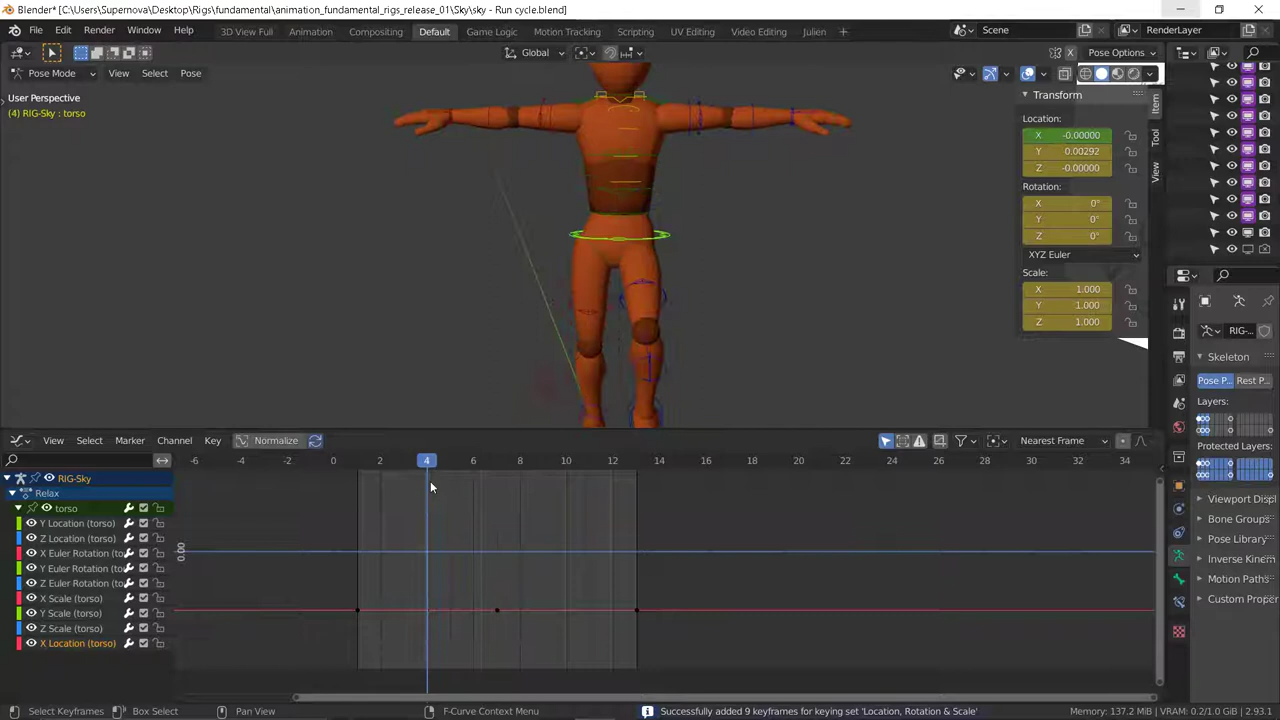 Blender* [C:\Users\Supernova\Desktop\Rigs\fundamental\animation_fundamental_rigs_release_01\Sky\sky - Run cycle.blend]
File Edit Render Window Help 3D View Full Animation Compositing Default Game Logic Motion Tracking Scripting UV Editing Video Editing Julien + Scene RenderLayer
Global Pose Options
Pose Mode View Select Pose
User Perspective
(4) RIG-Sky : torso
Transform
Location:
X -0.00000
Y 0.00292
Z -0.00000
Rotation:
X 0°
Y 0°
Z 0°
XYZ Euler
Scale:
X 1.000
Y 1.000
Z 1.000
Item
Tool
View
RIG-...
Skeleton
Pose P... Rest P...
Layers:
Protected Layers:
Viewport Displ
Bone Groups
Pose Library
Inverse Kinem
Motion Paths
Custom Proper
View Select Marker Channel Key Normalize Nearest Frame
-6 -4 -2 0 2 4 6 8 10 12 14 16 18 20 22 24 26 28 30 32 34
RIG-Sky
Relax
torso
Y Location (torso)
Z Location (torso)
X Euler Rotation (to
Y Euler Rotation (to
Z Euler Rotation (to
X Scale (torso)
Y Scale (torso)
Z Scale (torso)
X Location (torso)
0.00
Select Keyframes Box Select Pan View F-Curve Context Menu Successfully added 9 keyframes for keying set 'Location, Rotation & Scale' Memory: 137.2 MiB | VRAM: 0.2/1.0 GiB | 2.93.1